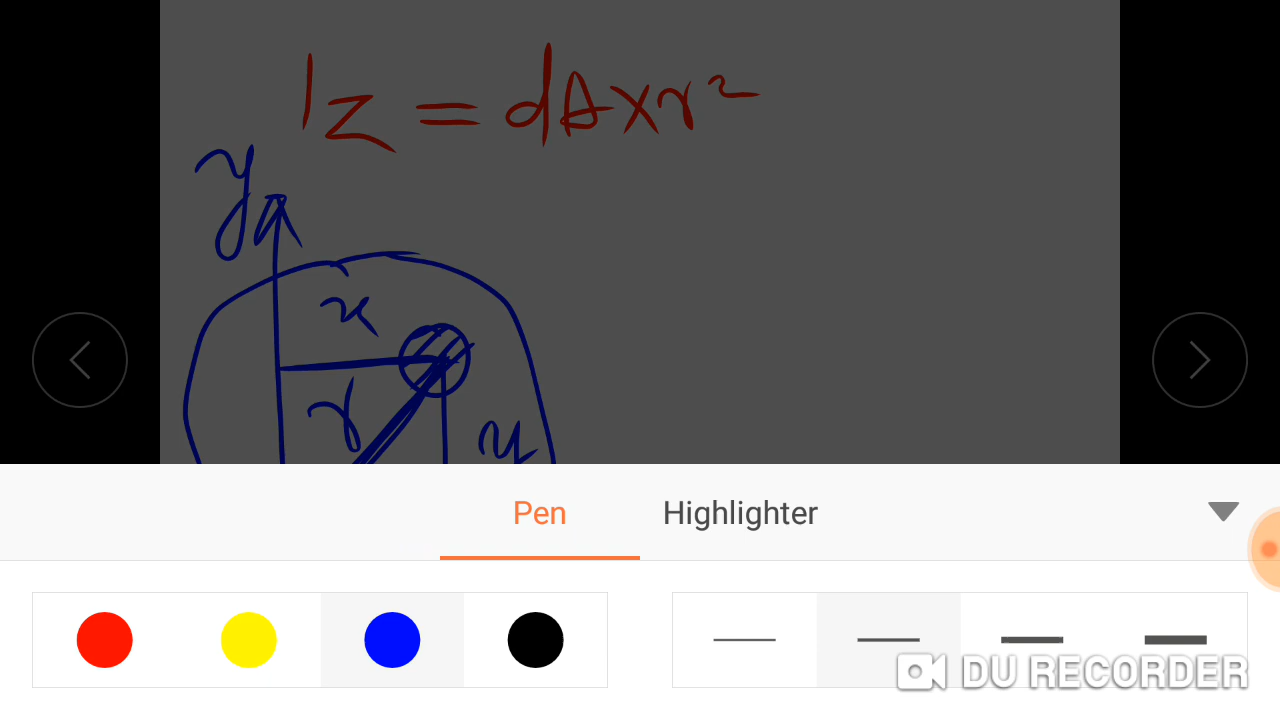 Iz = dA x r²
y
x
r
y
Pen Highlighter
DU RECORDER